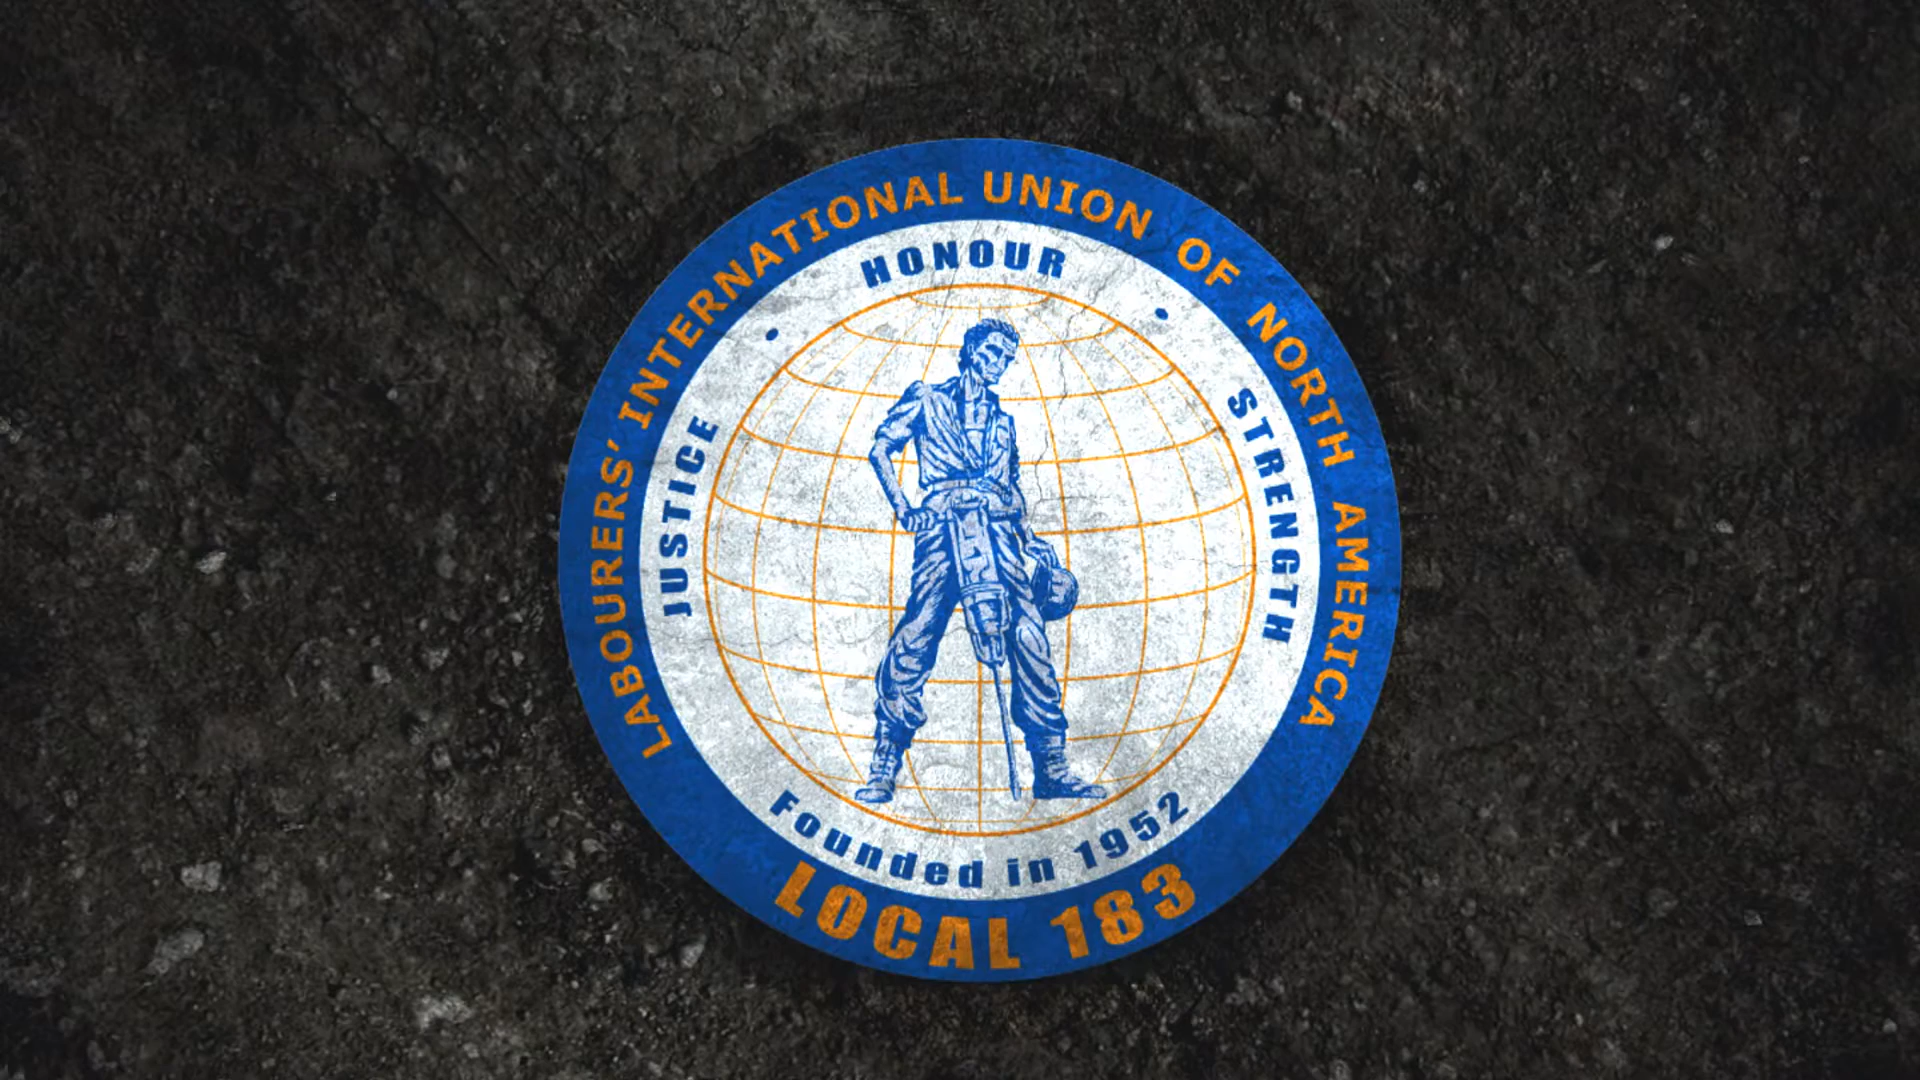 LABOURERS' INTERNATIONAL UNION OF NORTH AMERICA
JUSTICE • HONOUR • STRENGTH
Founded in 1952
LOCAL 183